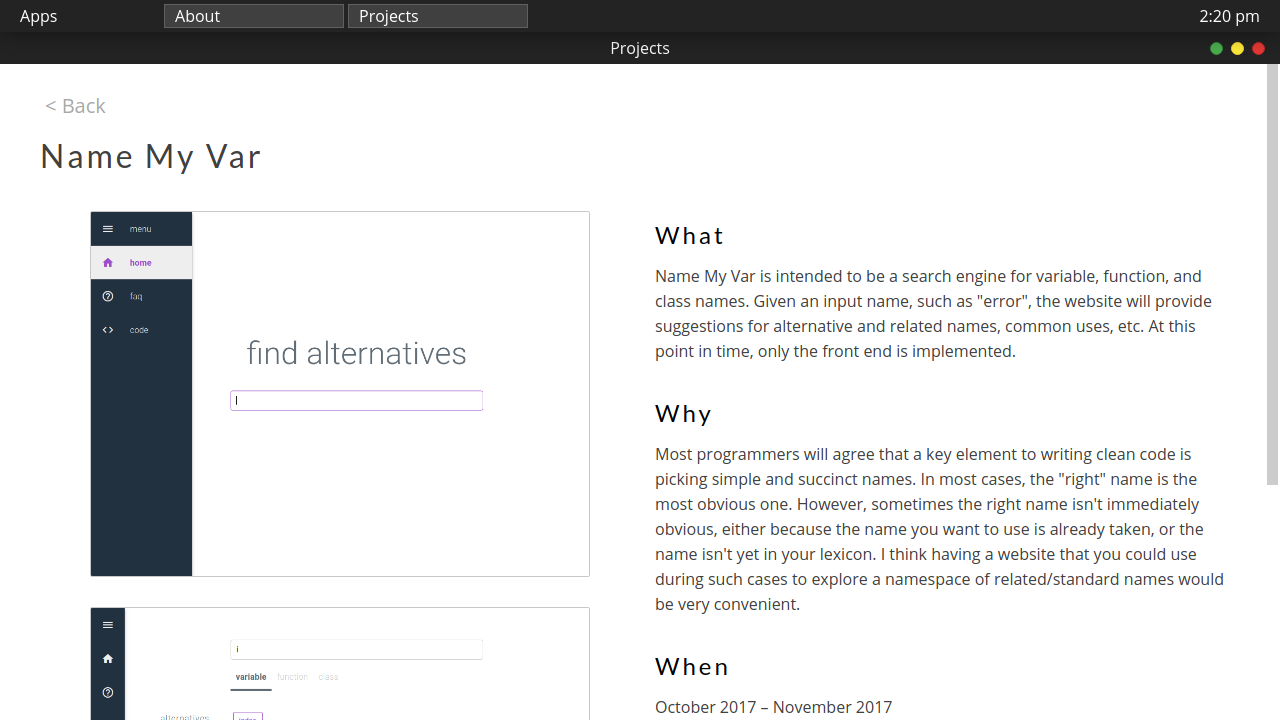 Apps
About
Projects
2:20 pm
Projects
< Back
Name My Var
menu
home
faq
code
find alternatives
What
Name My Var is intended to be a search engine for variable, function, and
class names. Given an input name, such as "error", the website will provide
suggestions for alternative and related names, common uses, etc. At this
point in time, only the front end is implemented.
Why
Most programmers will agree that a key element to writing clean code is
picking simple and succinct names. In most cases, the "right" name is the
most obvious one. However, sometimes the right name isn't immediately
obvious, either because the name you want to use is already taken, or the
name isn't yet in your lexicon. I think having a website that you could use
during such cases to explore a namespace of related/standard names would
be very convenient.
i
variable function class
alternatives
index
When
October 2017 – November 2017